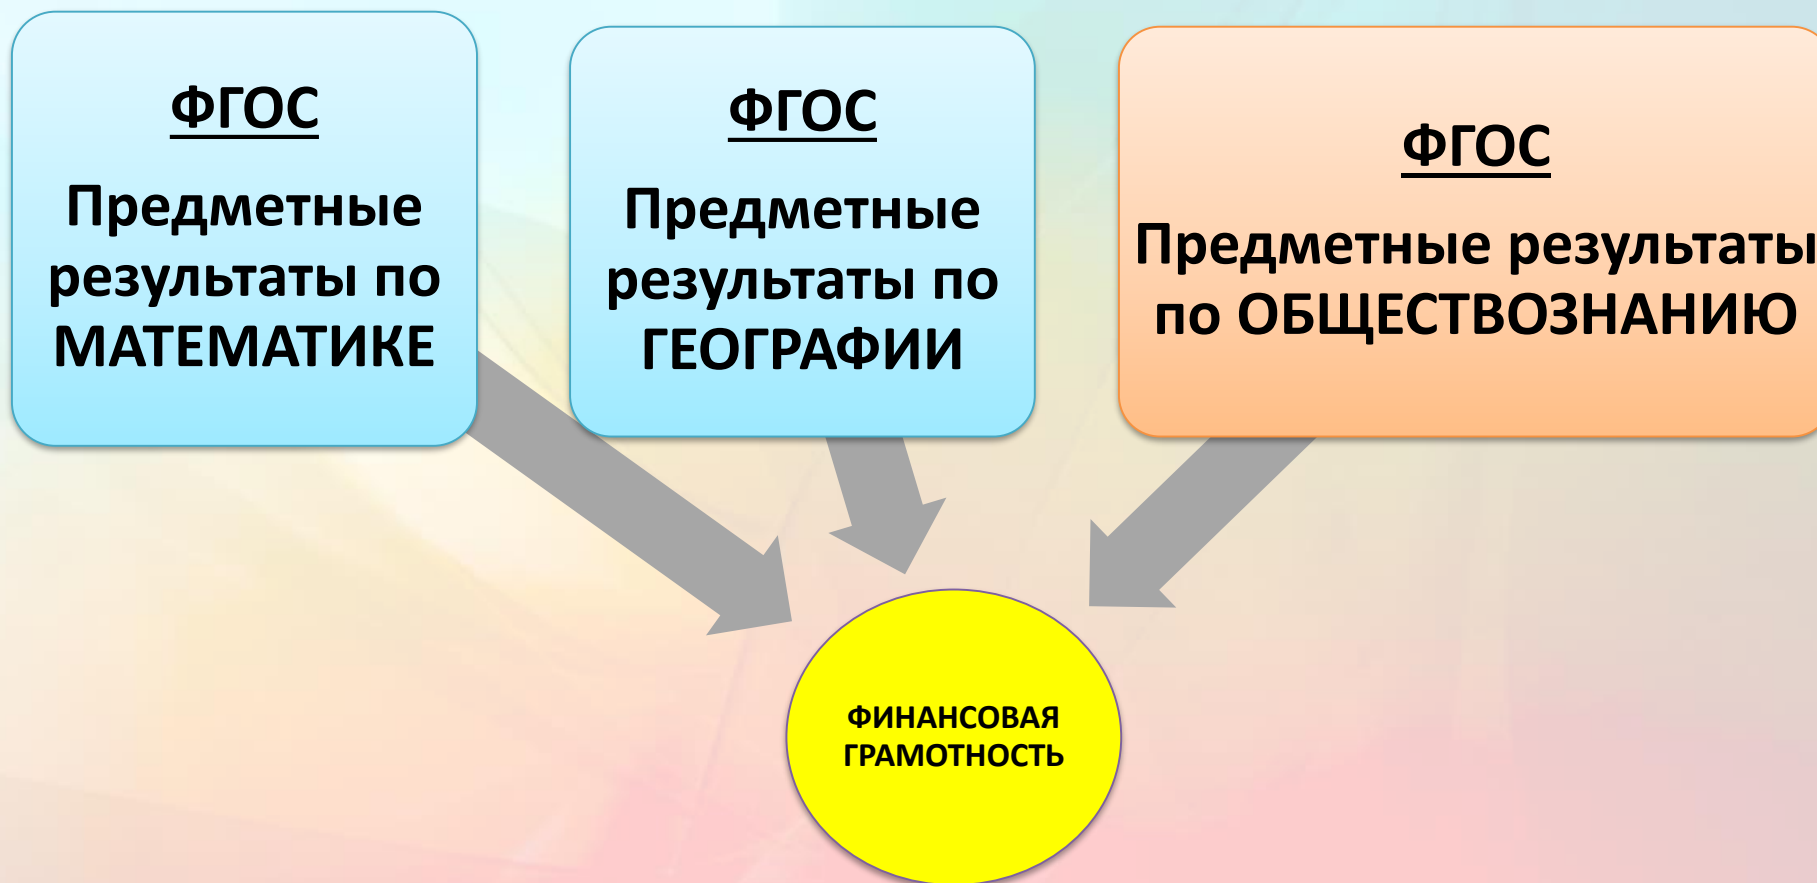 ФГОС
Предметные
результаты по
МАТЕМАТИКЕ
ФГОС
Предметные
результаты по
ГЕОГРАФИИ
ФГОС
Предметные результаты
по ОБЩЕСТВОЗНАНИЮ
ФИНАНСОВАЯ
ГРАМОТНОСТЬ